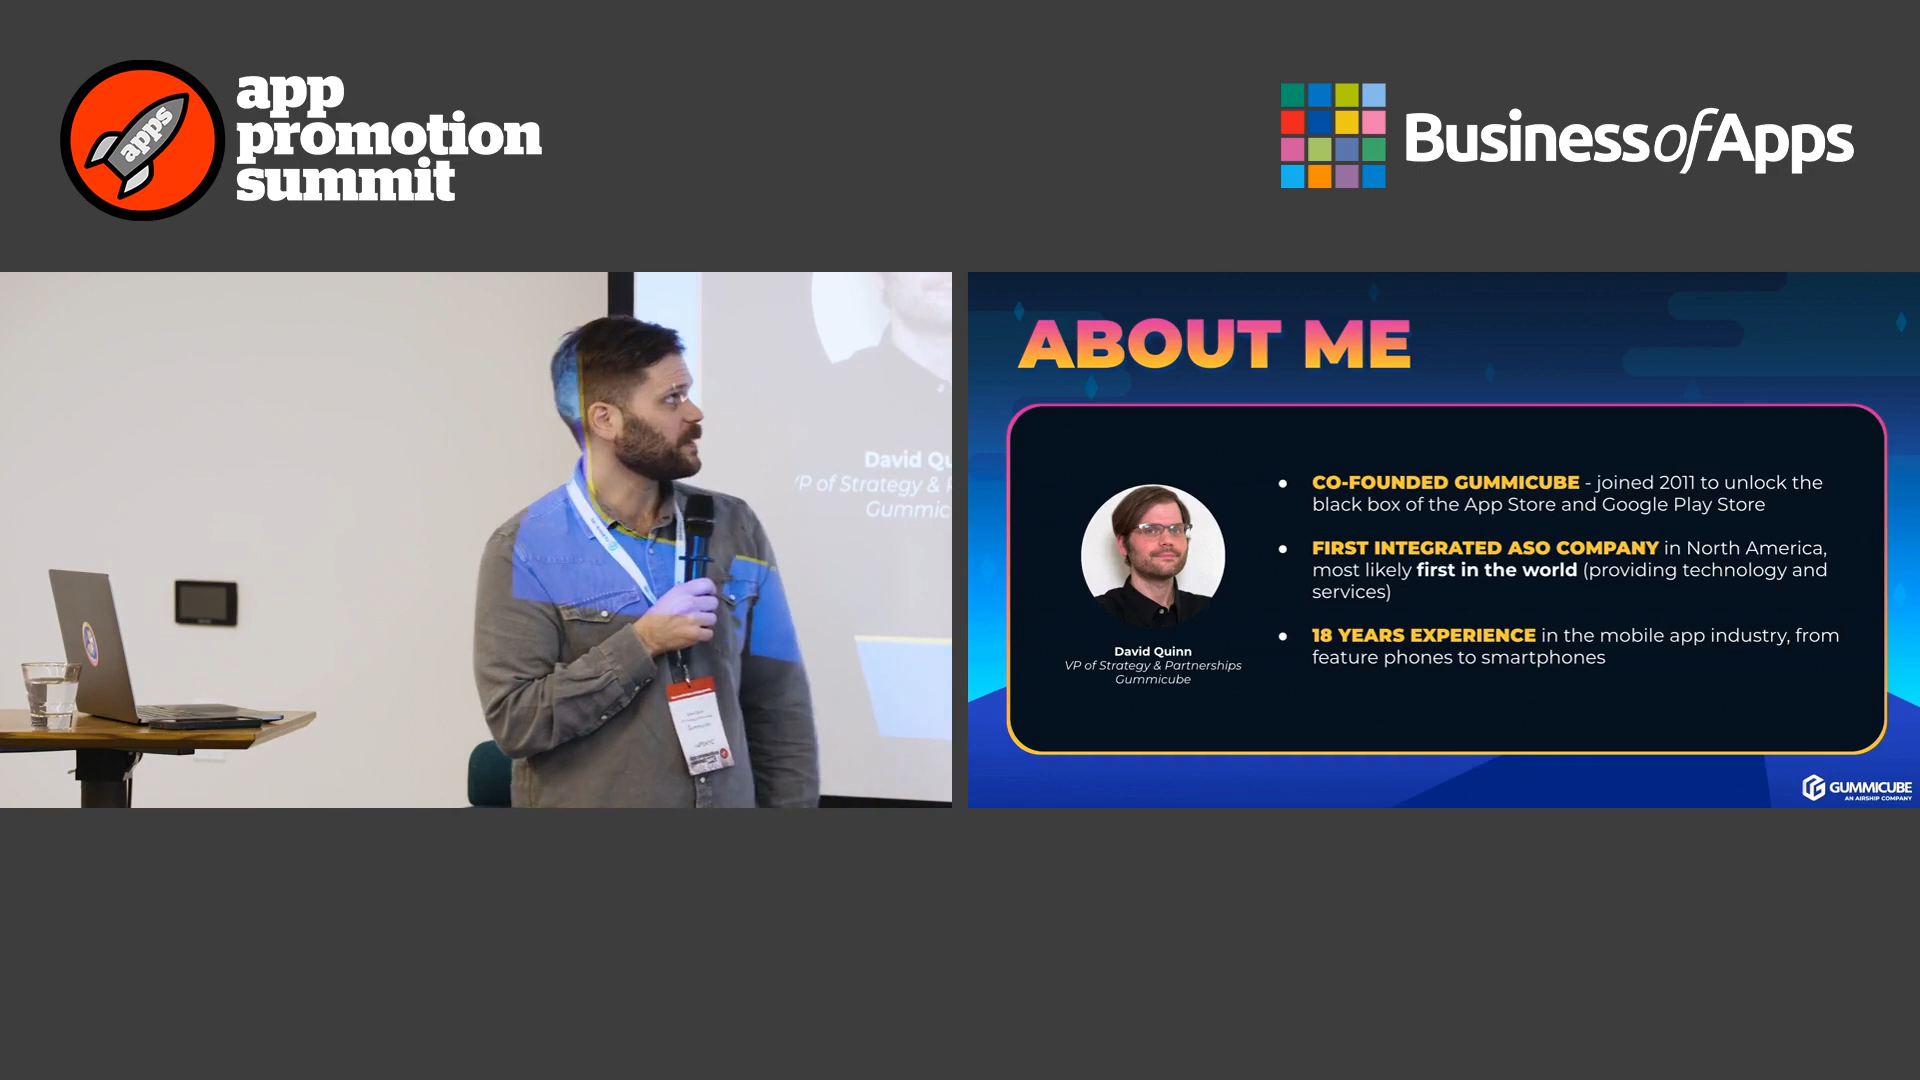 apps
app
promotion
summit
BusinessofApps
David Qu
VP of Strategy & P
Gummic
ABOUT ME
David Quinn
VP of Strategy & Partnerships
Gummicube
● CO-FOUNDED GUMMICUBE - joined 2011 to unlock the
black box of the App Store and Google Play Store
● FIRST INTEGRATED ASO COMPANY in North America,
most likely first in the world (providing technology and
services)
● 18 YEARS EXPERIENCE in the mobile app industry, from
feature phones to smartphones
GUMMICUBE
AN AIRSHIP COMPANY